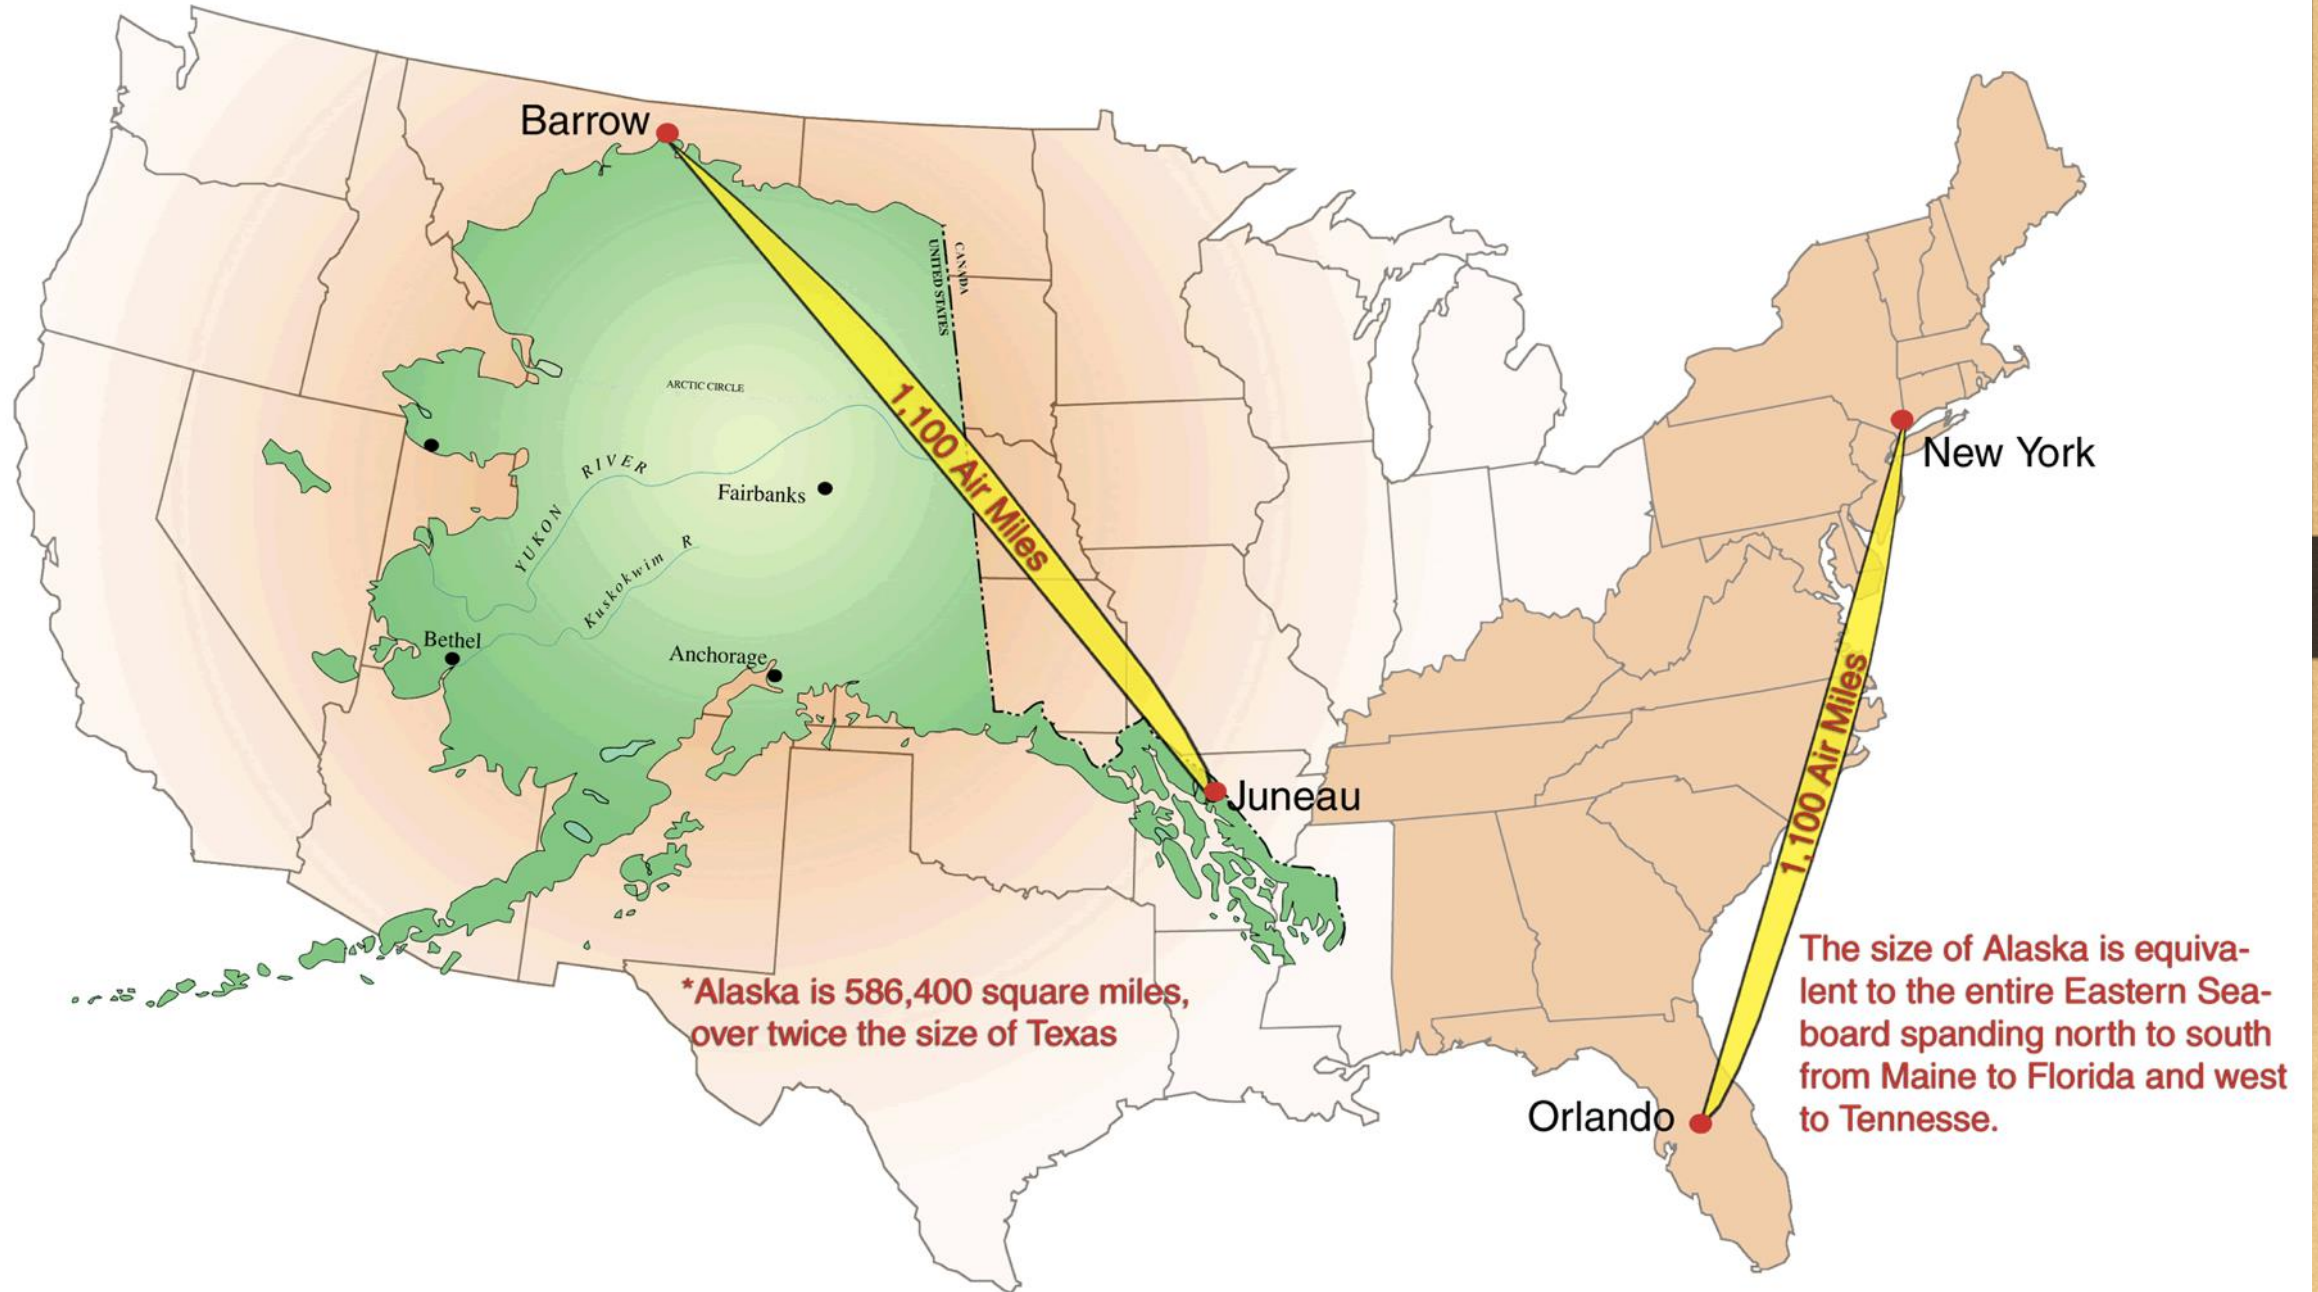 Barrow
CANADA
UNITED STATES
ARCTIC CIRCLE
1,100 Air Miles
YUKON RIVER
Fairbanks
Kuskokwim R
Bethel
Anchorage
Juneau
New York
1,100 Air Miles
*Alaska is 586,400 square miles,
over twice the size of Texas
The size of Alaska is equiva-
lent to the entire Eastern Sea-
board spanding north to south
from Maine to Florida and west
to Tennesse.
Orlando